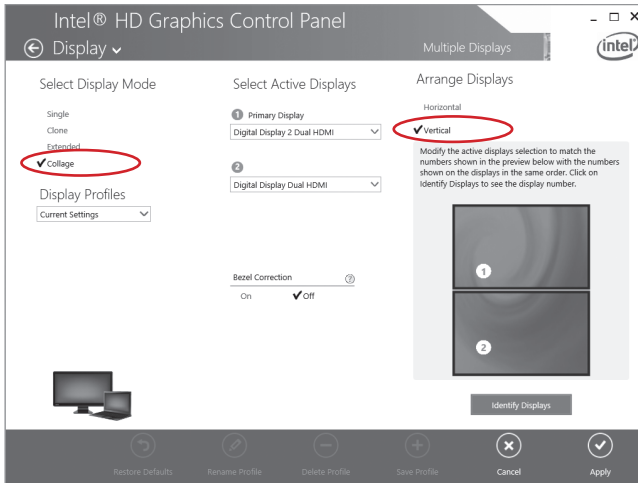 Intel® HD Graphics Control Panel
Display
Multiple Displays
intel
Select Display Mode
Single
Clone
Extended
Collage
Display Profiles
Current Settings
Select Active Displays
1 Primary Display
Digital Display 2 Dual HDMI
2
Digital Display Dual HDMI
Bezel Correction ?
On Off
Arrange Displays
Horizontal
Vertical
Modify the active displays selection to match the
numbers shown in the preview below with the numbers
shown on the displays in the same order. Click on
Identify Displays to see the display number.
1
2
Identify Displays
Restore Defaults
Rename Profile
Delete Profile
Save Profile
Cancel
Apply